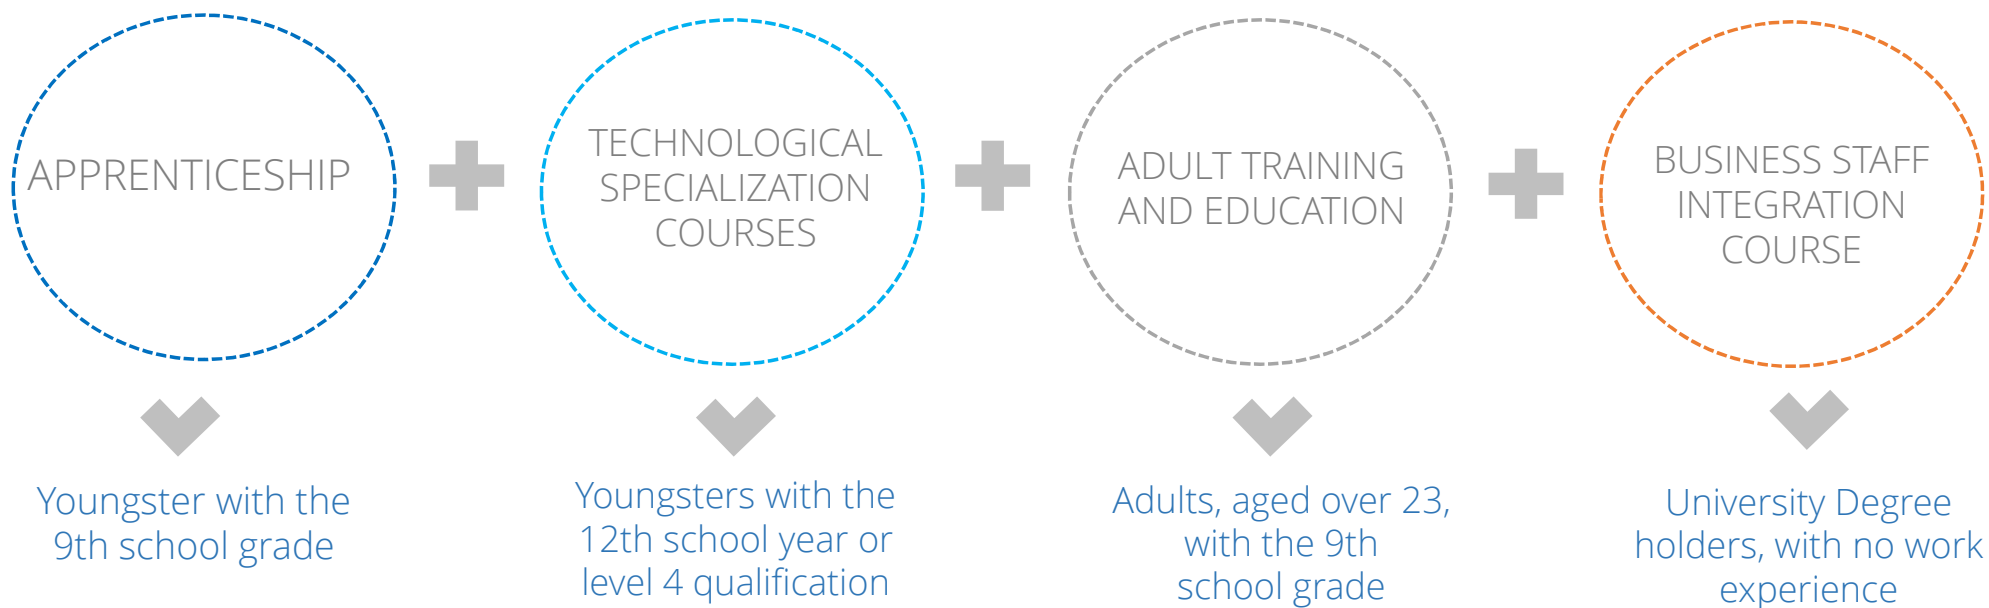 APPRENTICESHIP
TECHNOLOGICAL
SPECIALIZATION
COURSES
ADULT TRAINING
AND EDUCATION
BUSINESS STAFF
INTEGRATION
COURSE
Youngster with the
9th school grade
Youngsters with the
12th school year or
level 4 qualification
Adults, aged over 23,
with the 9th
school grade
University Degree
holders, with no work
experience